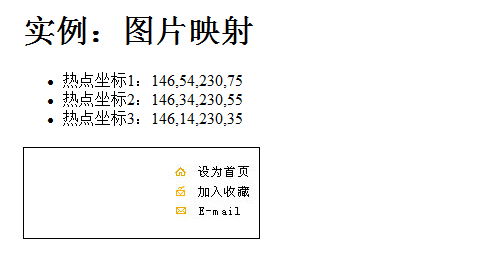 实例：图片映射
热点坐标1：146,54,230,75
热点坐标2：146,34,230,55
热点坐标3：146,14,230,35
设为首页
加入收藏
E-mail